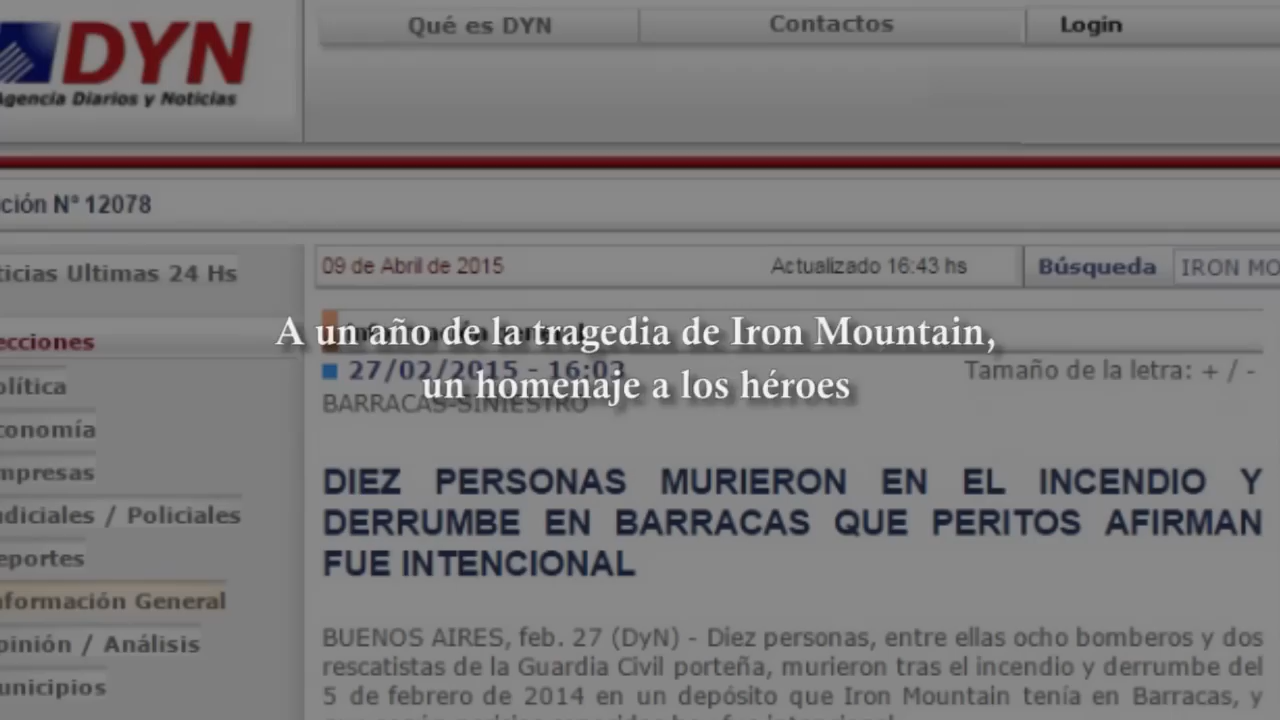 DYN
Agencia Diarios y Noticias
Qué es DYN
Contactos
Login
ción N° 12078
ticias Ultimas 24 Hs
09 de Abril de 2015
Actualizado 16:43 hs
Búsqueda
IRON MO
ecciones
A un año de la tragedia de Iron Mountain,
un homenaje a los héroes
27/02/2015 - 16:03
Tamaño de la letra: + / -
BARRACAS-SINIESTRO
olítica
conomía
mpresas
udiciales / Policiales
eportes
nformación General
pinión / Análisis
unicipios
DIEZ PERSONAS MURIERON EN EL INCENDIO Y
DERRUMBE EN BARRACAS QUE PERITOS AFIRMAN
FUE INTENCIONAL
BUENOS AIRES, feb. 27 (DyN) - Diez personas, entre ellas ocho bomberos y dos
rescatistas de la Guardia Civil porteña, murieron tras el incendio y derrumbe del
5 de febrero de 2014 en un depósito que Iron Mountain tenía en Barracas, y